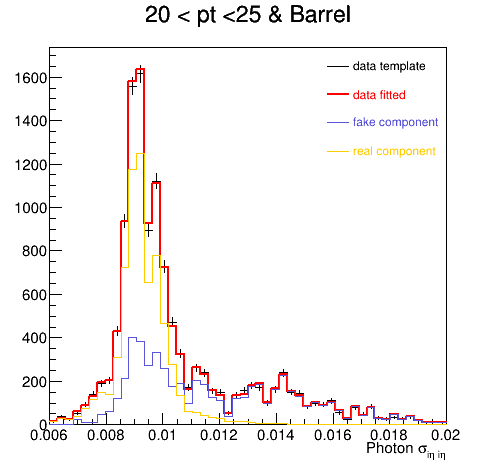 20 < pt <25 & Barrel
data template
data fitted
fake component
real component
1600
1400
1200
1000
800
600
400
200
0
0.006 0.008 0.01 0.012 0.014 0.016 0.018 0.02
Photon σiη iη